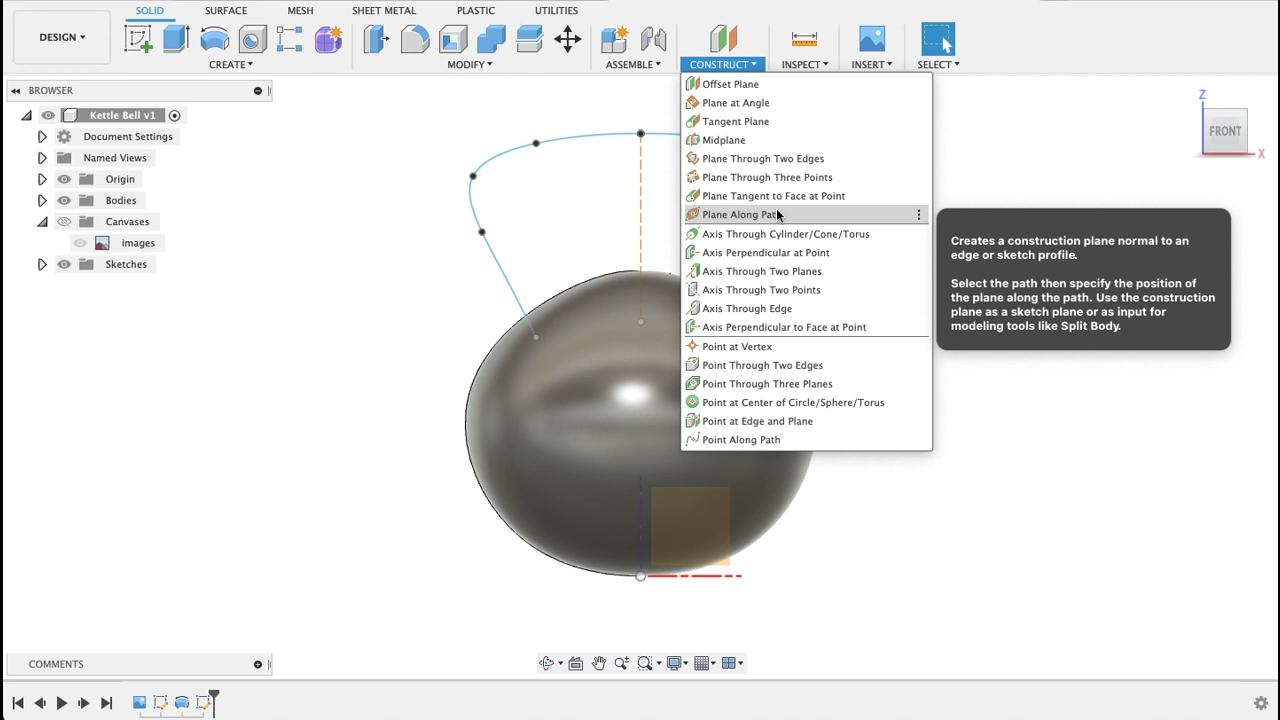 SOLID SURFACE MESH SHEET METAL PLASTIC UTILITIES
DESIGN
CREATE MODIFY ASSEMBLE CONSTRUCT INSPECT INSERT SELECT
BROWSER
Kettle Bell v1
Document Settings
Named Views
Origin
Bodies
Canvases
images
Sketches
Offset Plane
Plane at Angle
Tangent Plane
Midplane
Plane Through Two Edges
Plane Through Three Points
Plane Tangent to Face at Point
Plane Along Path
Axis Through Cylinder/Cone/Torus
Axis Perpendicular at Point
Axis Through Two Planes
Axis Through Two Points
Axis Through Edge
Axis Perpendicular to Face at Point
Point at Vertex
Point Through Two Edges
Point Through Three Planes
Point at Center of Circle/Sphere/Torus
Point at Edge and Plane
Point Along Path
Z
FRONT
X
Creates a construction plane normal to an
edge or sketch profile.
Select the path then specify the position of
the plane along the path. Use the construction
plane as a sketch plane or as input for
modeling tools like Split Body.
COMMENTS